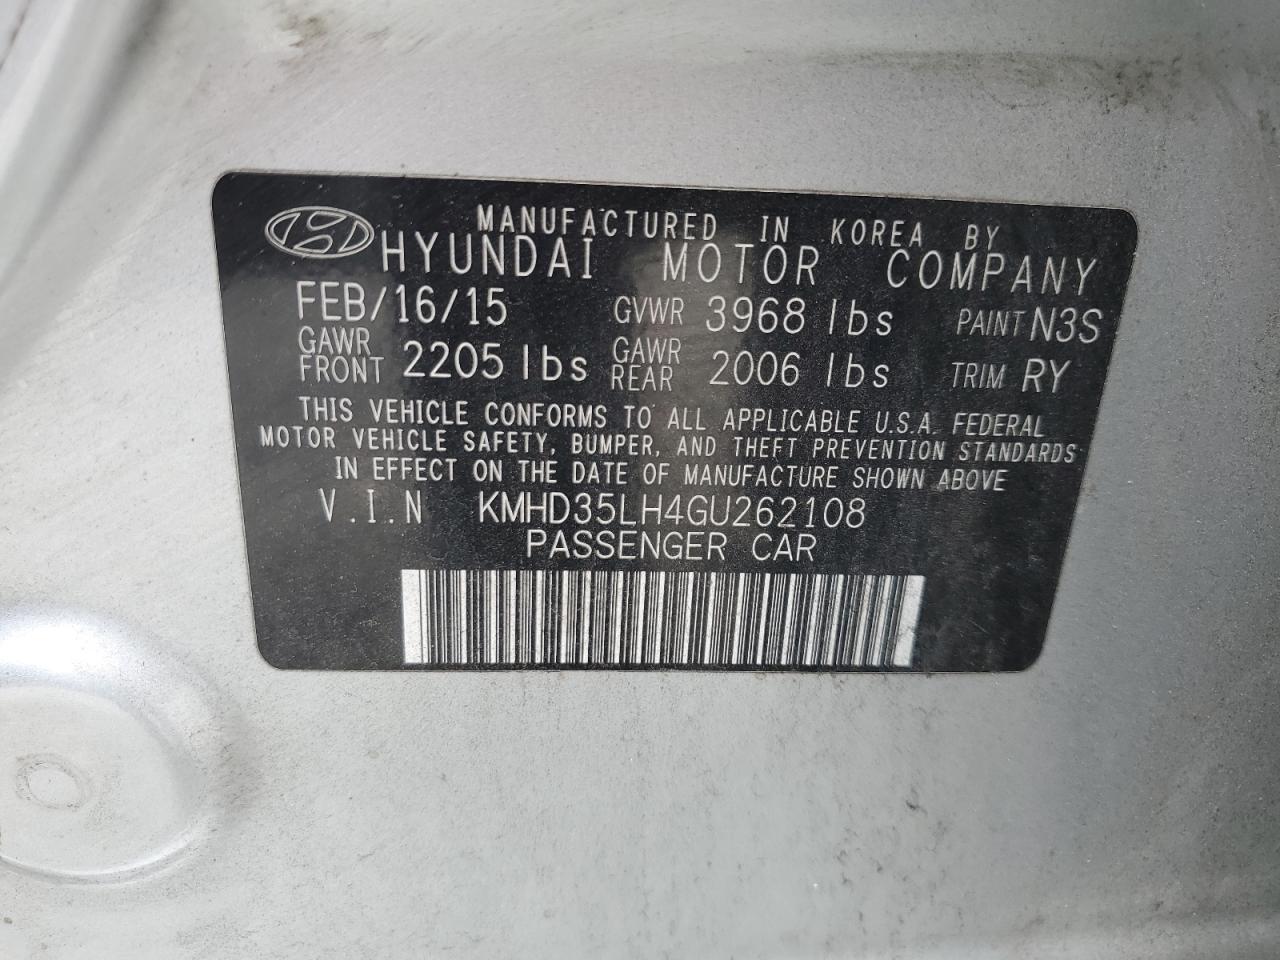 MANUFACTURED IN KOREA BY
HYUNDAI MOTOR COMPANY
FEB/16/15 GVWR 3968 lbs PAINT N3S
GAWR FRONT 2205 lbs GAWR REAR 2006 lbs TRIM RY
THIS VEHICLE CONFORMS TO ALL APPLICABLE U.S.A. FEDERAL
MOTOR VEHICLE SAFETY, BUMPER, AND THEFT PREVENTION STANDARDS
IN EFFECT ON THE DATE OF MANUFACTURE SHOWN ABOVE
V.I.N KMHD35LH4GU262108
PASSENGER CAR